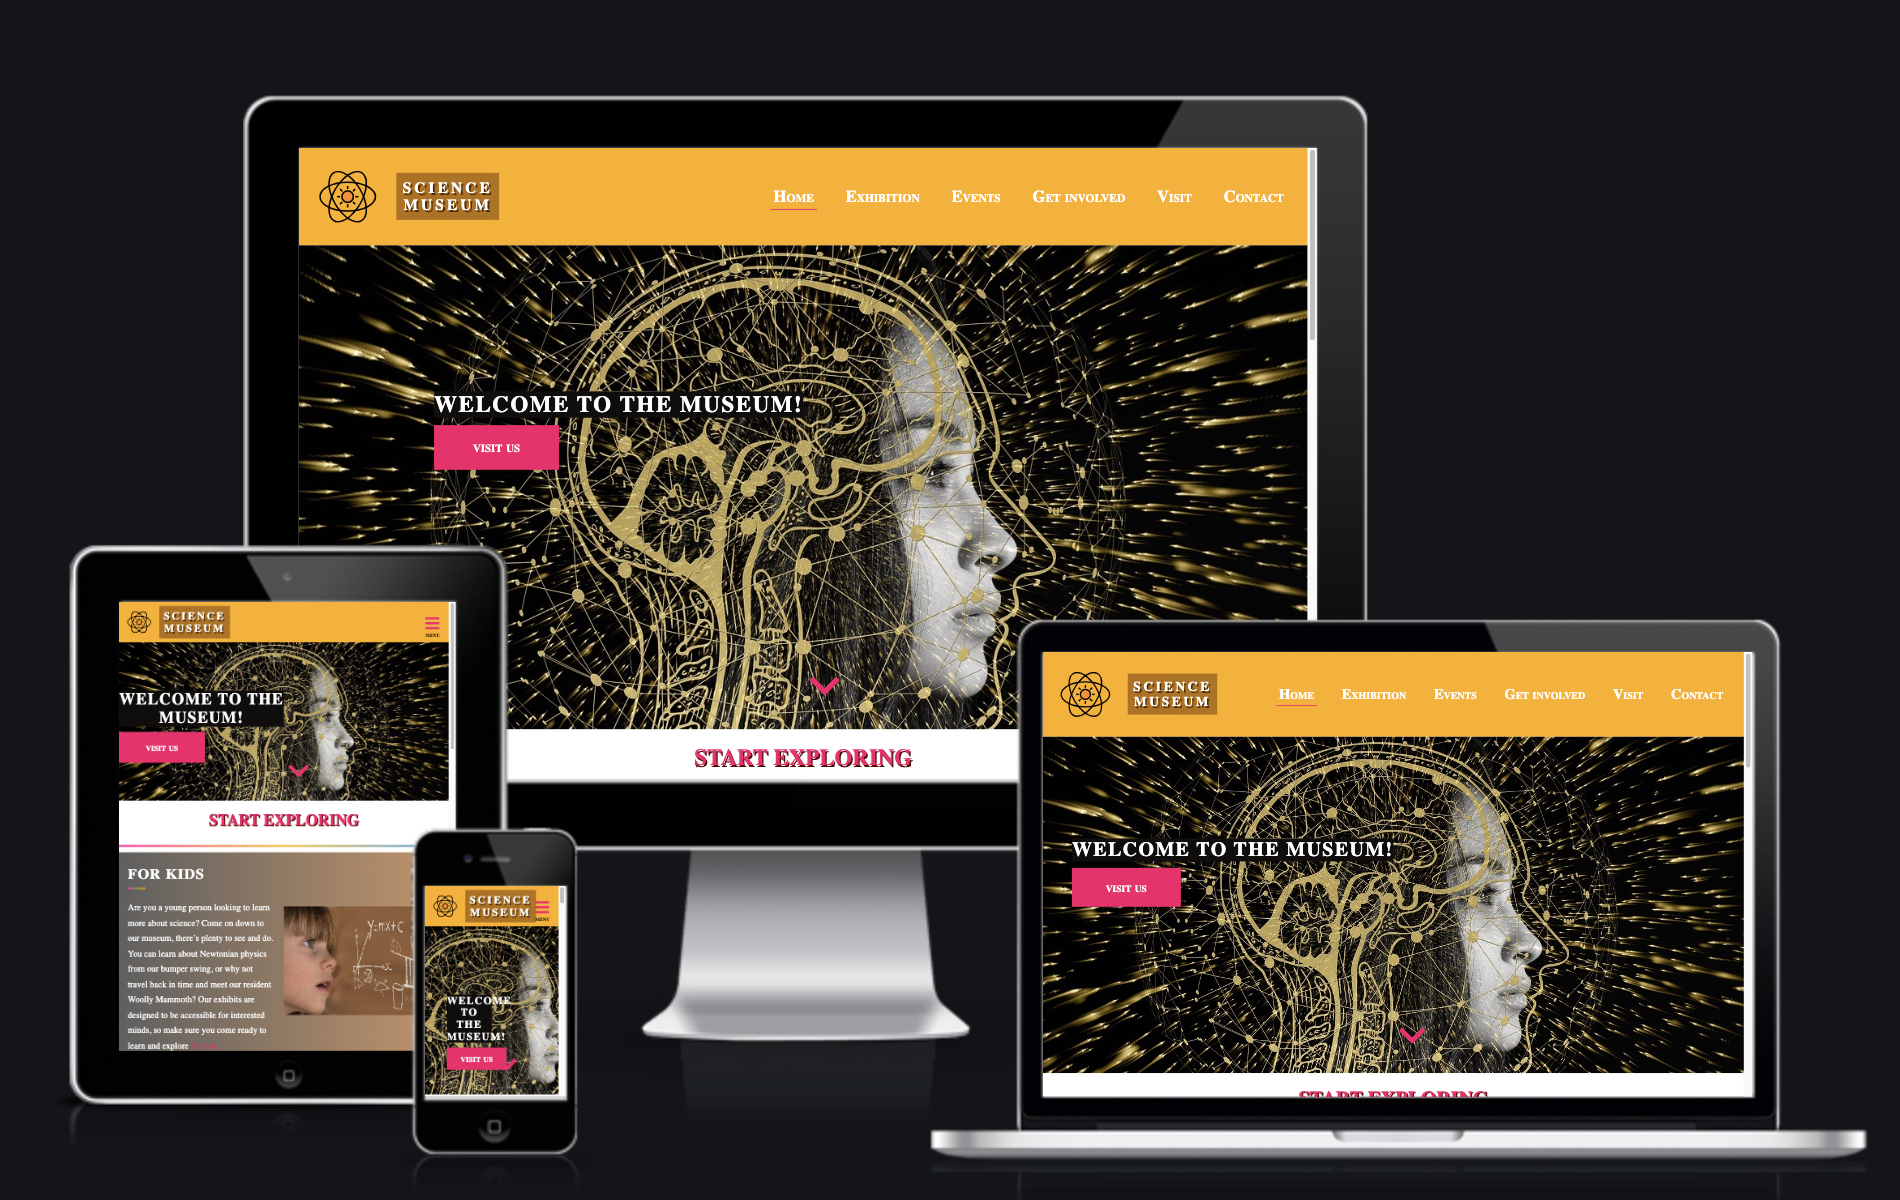 SCIENCE
MUSEUM
Home Exhibition Events Get involved Visit Contact
WELCOME TO THE MUSEUM!
VISIT US
START EXPLORING
SCIENCE
MUSEUM
MENU
WELCOME TO THE
MUSEUM!
VISIT US
START EXPLORING
FOR KIDS
Are you a young person looking to learn
more about science? Come on down to
our museum, there's plenty to see and do.
You can learn about Newtonian physics
from our bumper swing, or why not
travel back in time and meet our resident
Woolly Mammoth? Our exhibits are
designed to be accessible for interested
minds, so make sure you come ready to
learn and explore
y=mx+c
SCIENCE
MUSEUM
MENU
WELCOME
TO
THE
MUSEUM!
VISIT US
SCIENCE
MUSEUM
Home Exhibition Events Get involved Visit Contact
WELCOME TO THE MUSEUM!
VISIT US
START EXPLORING